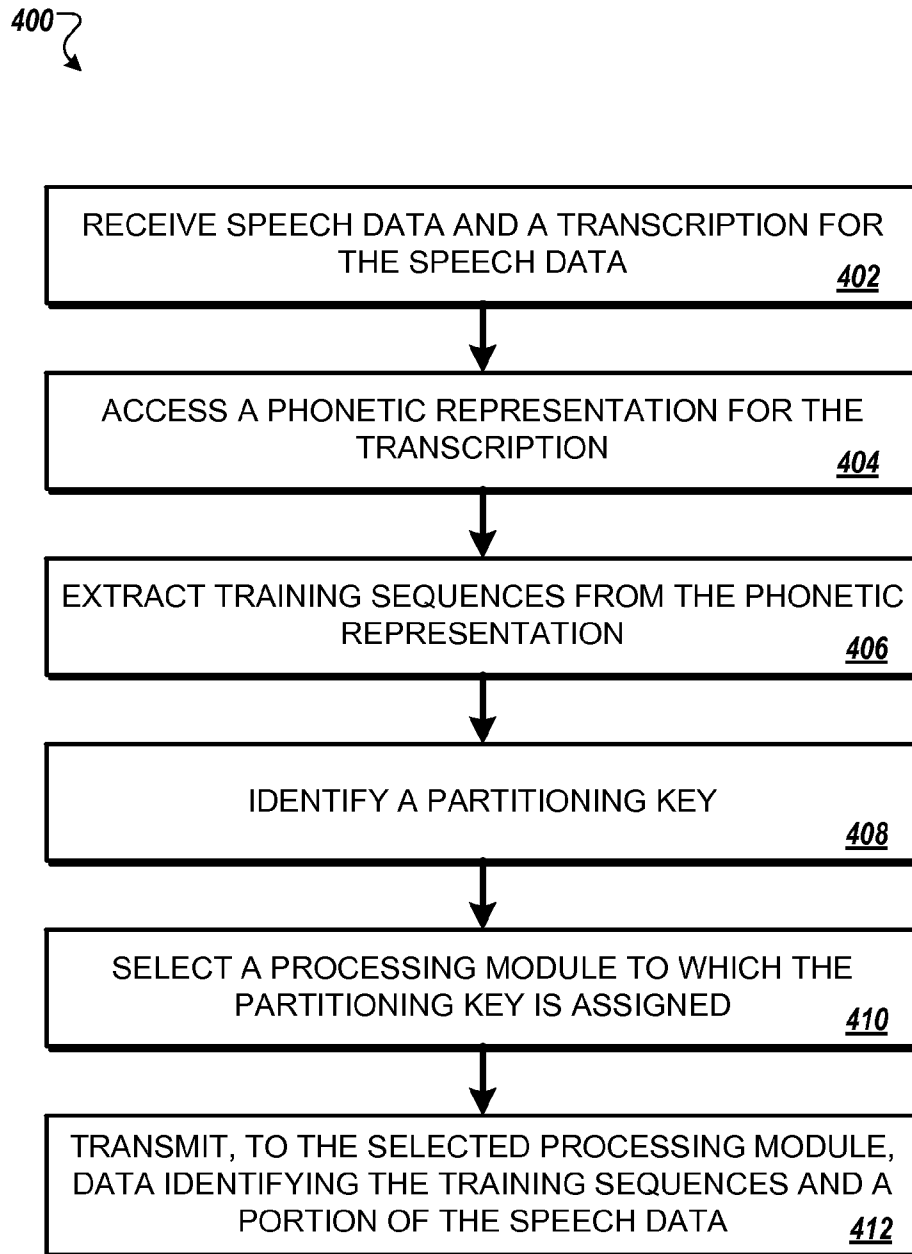 400
RECEIVE SPEECH DATA AND A TRANSCRIPTION FOR
THE SPEECH DATA
402
ACCESS A PHONETIC REPRESENTATION FOR THE
TRANSCRIPTION
404
EXTRACT TRAINING SEQUENCES FROM THE PHONETIC
REPRESENTATION
406
IDENTIFY A PARTITIONING KEY
408
SELECT A PROCESSING MODULE TO WHICH THE
PARTITIONING KEY IS ASSIGNED
410
TRANSMIT, TO THE SELECTED PROCESSING MODULE,
DATA IDENTIFYING THE TRAINING SEQUENCES AND A
PORTION OF THE SPEECH DATA
412